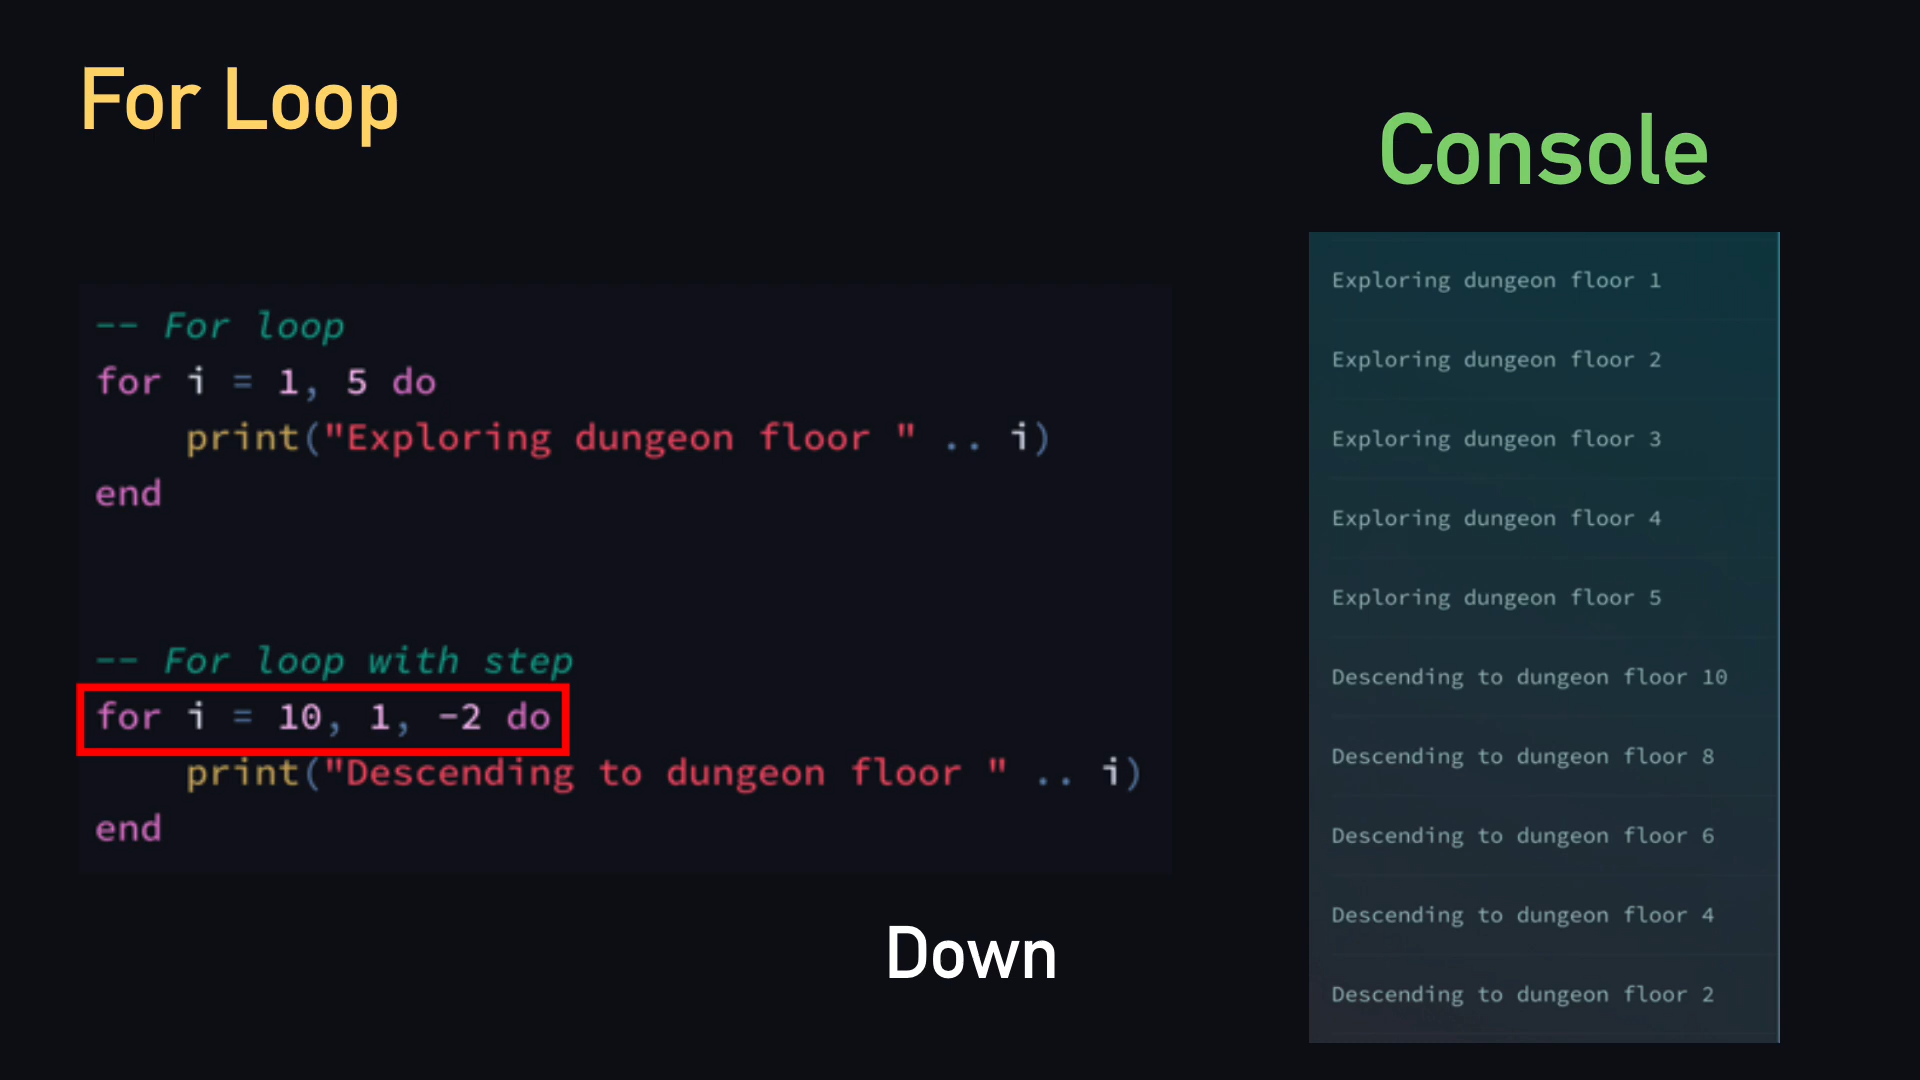 For Loop
-- For loop
for i = 1, 5 do
    print("Exploring dungeon floor " .. i)
end
-- For loop with step
for i = 10, 1, -2 do
    print("Descending to dungeon floor " .. i)
end
Down
Console
Exploring dungeon floor 1
Exploring dungeon floor 2
Exploring dungeon floor 3
Exploring dungeon floor 4
Exploring dungeon floor 5
Descending to dungeon floor 10
Descending to dungeon floor 8
Descending to dungeon floor 6
Descending to dungeon floor 4
Descending to dungeon floor 2